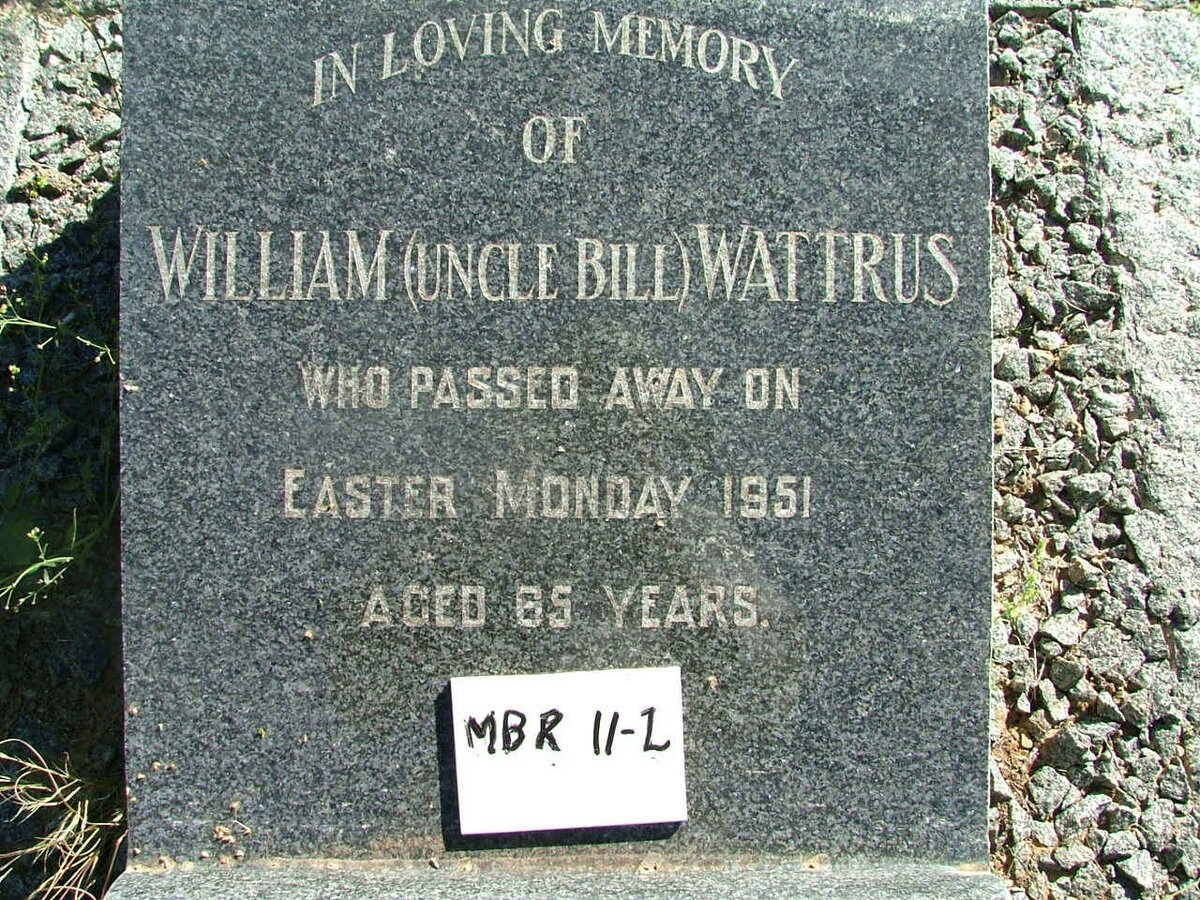 IN LOVING MEMORY
OF
WILLIAM (UNCLE BILL) WATTRUS
WHO PASSED AWAY ON
EASTER MONDAY 1951
AGED 65 YEARS.
MBR 11-L